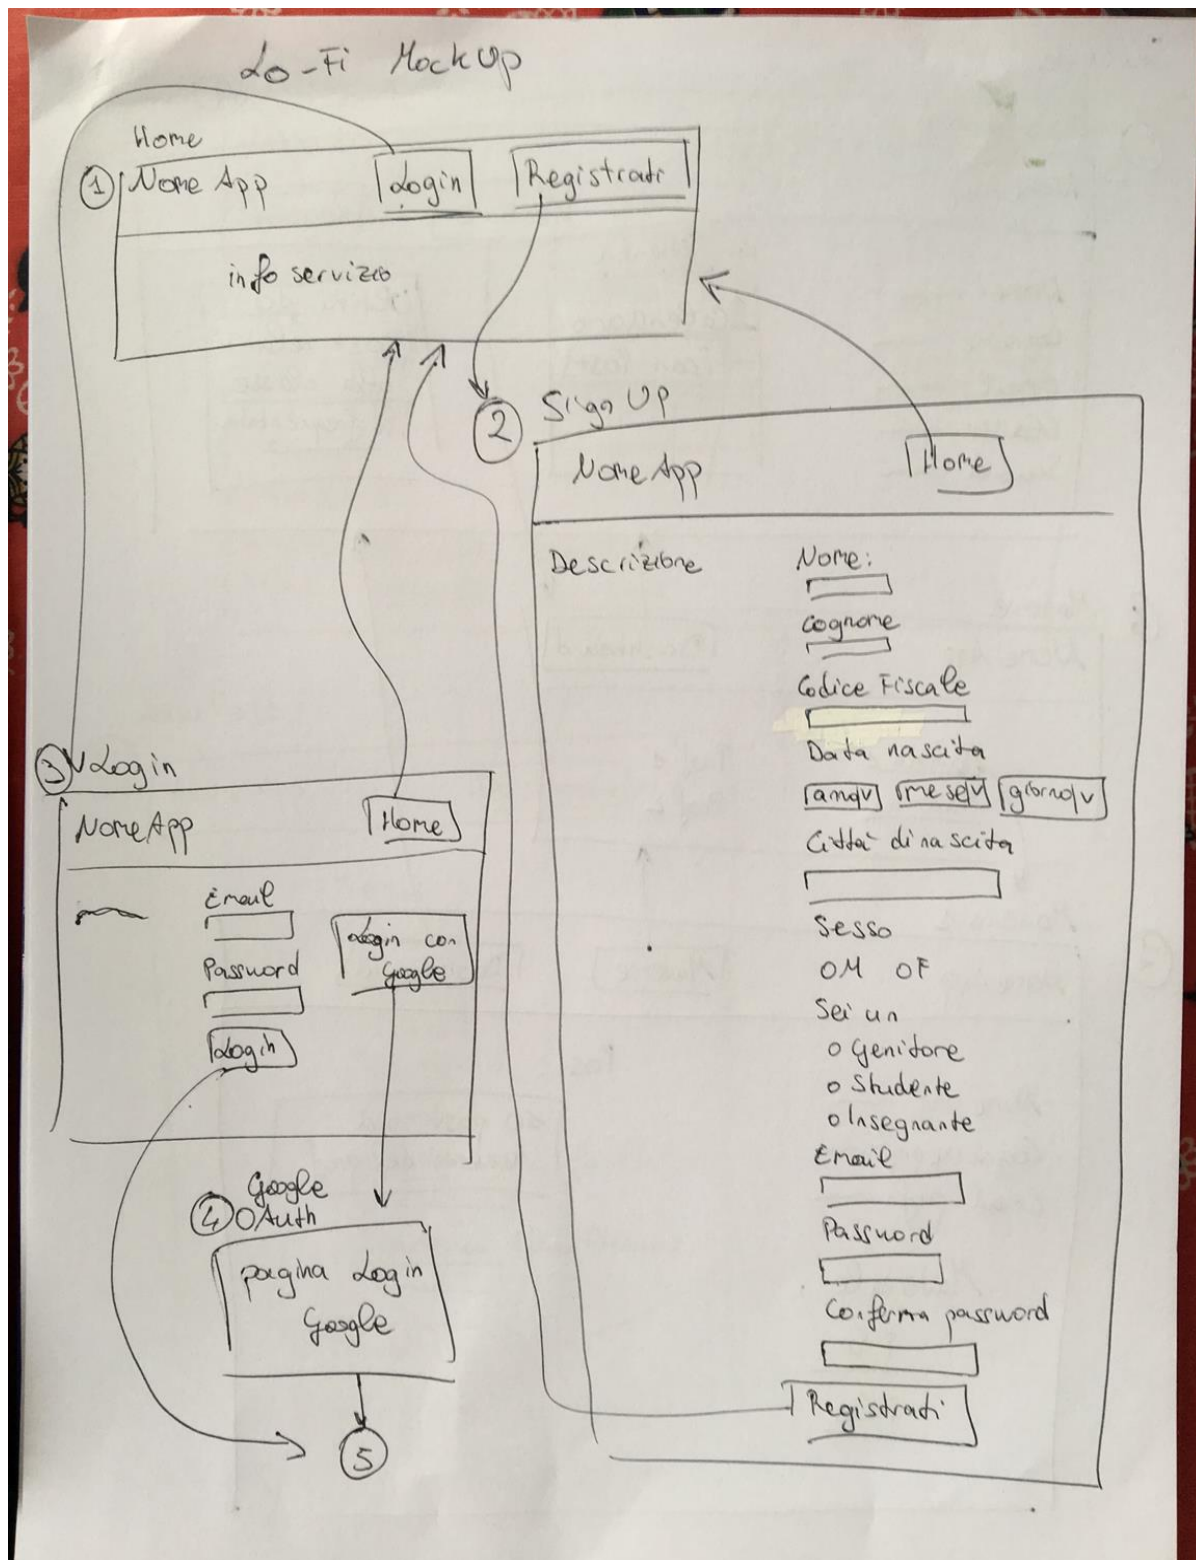 Lo-Fi MockUp
Home
1 Nome App Login Registrati
info servizio
2 Sign UP
Nome App Home
Descrizione
Nome:
Cognome
Codice Fiscale
Data nascita
anno v mese v giorno v
Città di nascita
Sesso
O M O F
Sei un
o Genitore
o Studente
o Insegnante
Email
Password
Conferma password
Registrati
3 Login
Nome App Home
Email
Password
Login
Login con
Google
4 Google
OAuth
pagina Login
Google
5